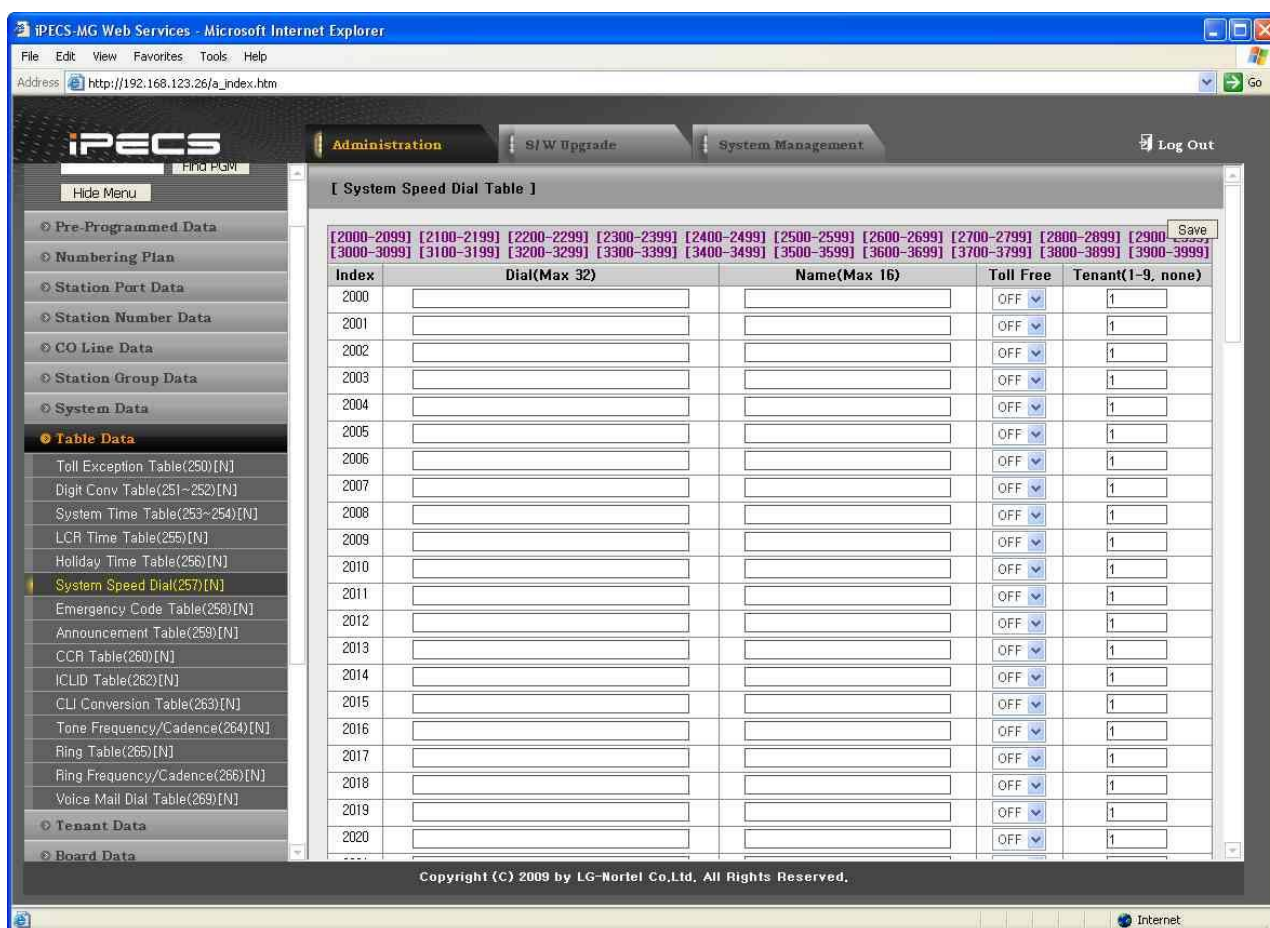 iPECS-MG Web Services - Microsoft Internet Explorer
File Edit View Favorites Tools Help
Address http://192.168.123.26/a_index.htm Go
iPECS Administration S/W Upgrade System Management Log Out
Find PGM
Hide Menu
Pre-Programmed Data
Numbering Plan
Station Port Data
Station Number Data
CO Line Data
Station Group Data
System Data
Table Data
Toll Exception Table(250)[N]
Digit Conv Table(251~252)[N]
System Time Table(253~254)[N]
LCR Time Table(255)[N]
Holiday Time Table(256)[N]
System Speed Dial(257)[N]
Emergency Code Table(258)[N]
Announcement Table(259)[N]
CCR Table(260)[N]
ICLID Table(262)[N]
CLI Conversion Table(263)[N]
Tone Frequency/Cadence(264)[N]
Ring Table(265)[N]
Ring Frequency/Cadence(266)[N]
Voice Mail Dial Table(269)[N]
Tenant Data
Board Data
[ System Speed Dial Table ]
Save
[2000-2099] [2100-2199] [2200-2299] [2300-2399] [2400-2499] [2500-2599] [2600-2699] [2700-2799] [2800-2899]
[3000-3099] [3100-3199] [3200-3299] [3300-3399] [3400-3499] [3500-3599] [3600-3699] [3700-3799] [3800-3899] [3900-3999]
Index Dial(Max 32) Name(Max 16) Toll Free Tenant(1-9, none)
2000 OFF 1
2001 OFF 1
2002 OFF 1
2003 OFF 1
2004 OFF 1
2005 OFF 1
2006 OFF 1
2007 OFF 1
2008 OFF 1
2009 OFF 1
2010 OFF 1
2011 OFF 1
2012 OFF 1
2013 OFF 1
2014 OFF 1
2015 OFF 1
2016 OFF 1
2017 OFF 1
2018 OFF 1
2019 OFF 1
2020 OFF 1
Copyright (C) 2009 by LG-Nortel Co,Ltd. All Rights Reserved.
Internet